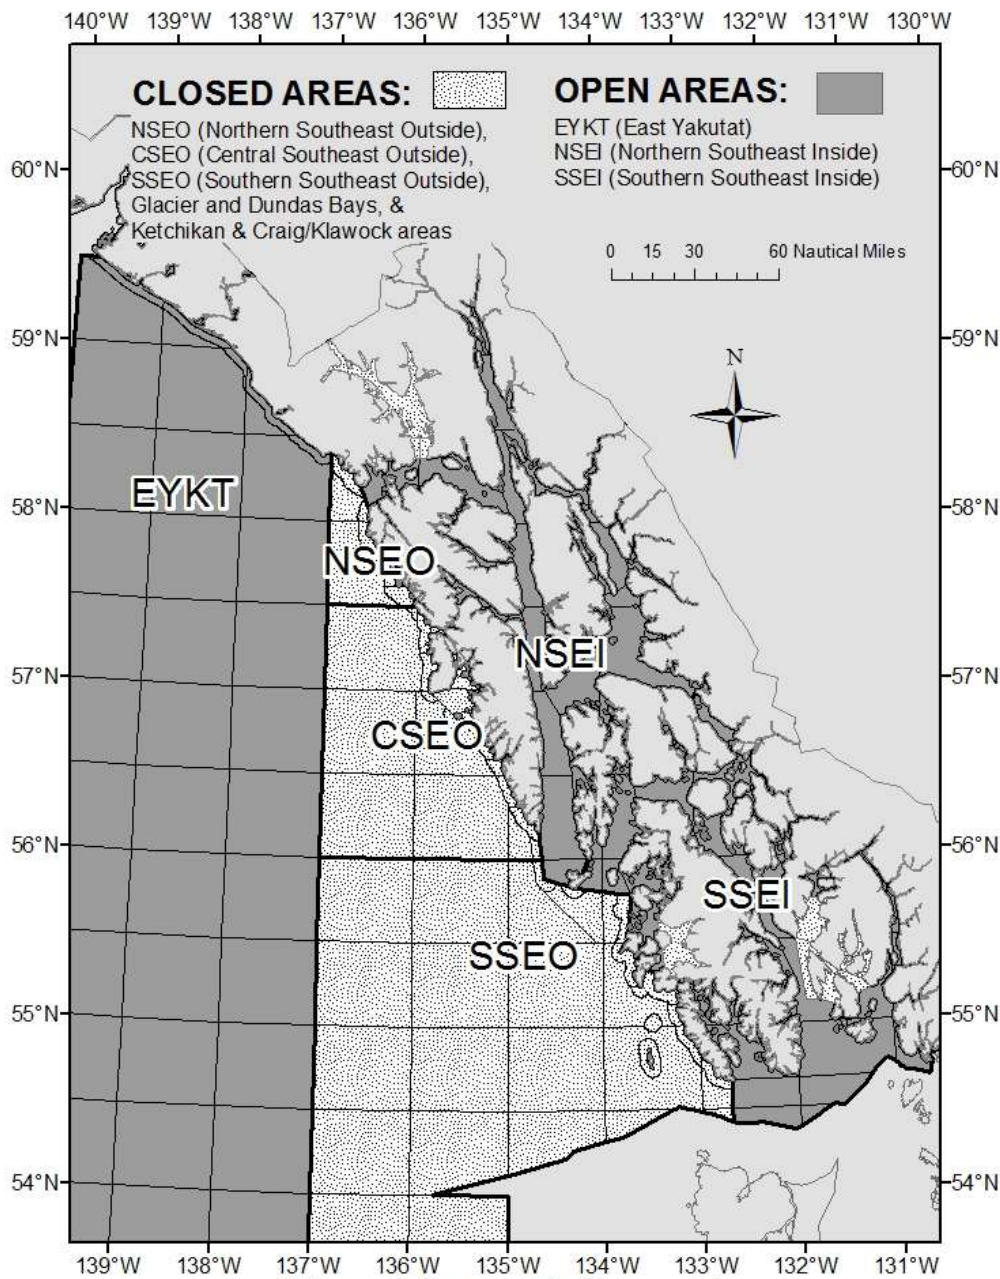 140°W 139°W 138°W 137°W 136°W 135°W 134°W 133°W 132°W 131°W 130°W
CLOSED AREAS:
NSEO (Northern Southeast Outside),
CSEO (Central Southeast Outside),
SSEO (Southern Southeast Outside),
Glacier and Dundas Bays, &
Ketchikan & Craig/Klawock areas
OPEN AREAS:
EYKT (East Yakutat)
NSEI (Northern Southeast Inside)
SSEI (Southern Southeast Inside)
0 15 30 60 Nautical Miles
N
60°N 60°N
59°N 59°N
58°N 58°N
57°N 57°N
56°N 56°N
55°N 55°N
54°N 54°N
EYKT
NSEO
NSEI
CSEO
SSEI
SSEO
139°W 138°W 137°W 136°W 135°W 134°W 133°W 132°W 131°W